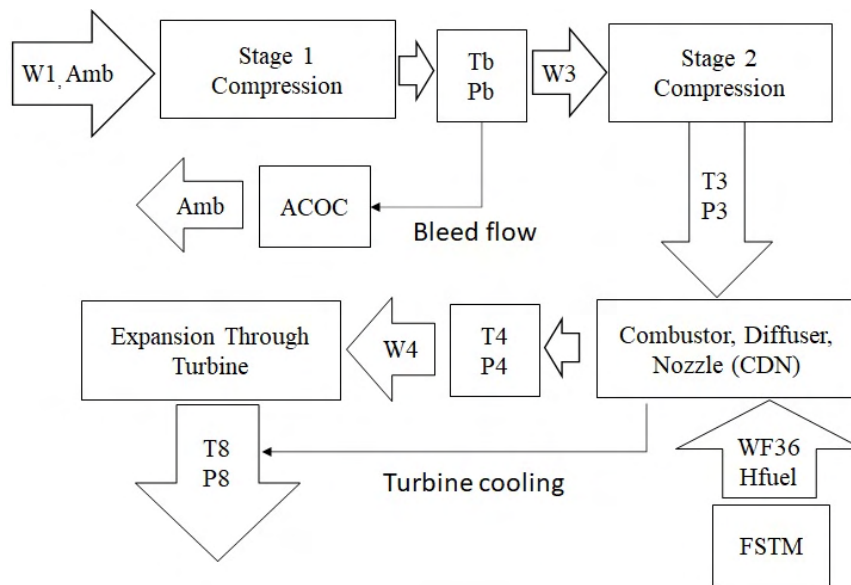 W1, Amb
Stage 1
Compression
Tb
Pb
W3
Stage 2
Compression
Amb
ACOC
Bleed flow
T3
P3
Expansion Through
Turbine
W4
T4
P4
Combustor, Diffuser,
Nozzle (CDN)
T8
P8
Turbine cooling
WF36
Hfuel
FSTM